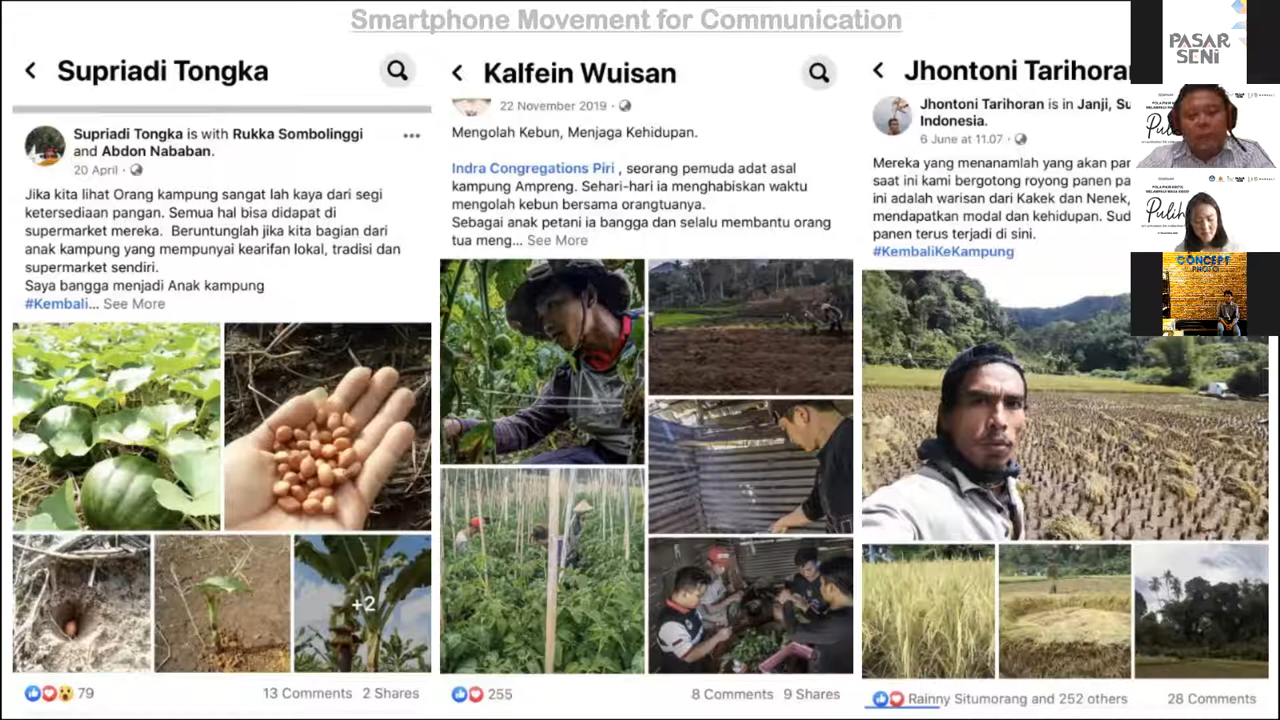 Smartphone Movement for Communication
Supriadi Tongka
Supriadi Tongka is with Rukka Sombolinggi
and Abdon Nababan.
20 April ·
Jika kita lihat Orang kampung sangat lah kaya dari segi
ketersediaan pangan. Semua hal bisa didapat di
supermarket mereka. Beruntunglah jika kita bagian dari
anak kampung yang mempunyai kearifan lokal, tradisi dan
supermarket sendiri.
Saya bangga menjadi Anak kampung
#Kembali... See More
+2
79
13 Comments 2 Shares
Kalfein Wuisan
22 November 2019 ·
Mengolah Kebun, Menjaga Kehidupan.
Indra Congregations Piri , seorang pemuda adat asal
kampung Ampreng. Sehari-hari ia menghabiskan waktu
mengolah kebun bersama orangtuanya.
Sebagai anak petani ia bangga dan selalu membantu orang
tua meng... See More
255
8 Comments 9 Shares
Jhontoni Tarihoran
Jhontoni Tarihoran is in Janji, Su
Indonesia.
6 June at 11.07 ·
Mereka yang menanamlah yang akan pan
saat ini kami bergotong royong panen pa
ini adalah warisan dari Kakek dan Nenek,
mendapatkan modal dan kehidupan. Sud
panen terus terjadi di sini.
#KembaliKeKampung
Rainny Situmorang and 252 others
28 Comments
PASAR
SENI
Puli
Pulih
CONCEPT
PHOTO